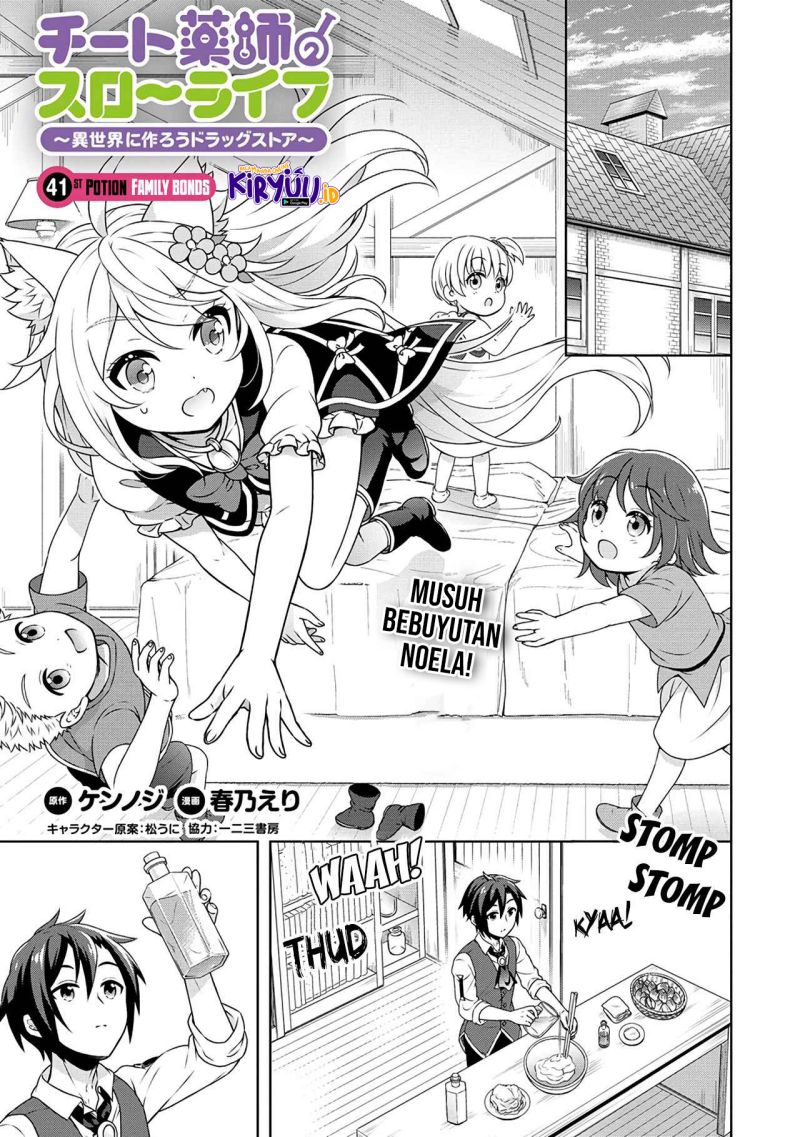 チート薬師の
スローライフ
～異世界に作ろうドラッグストア～
41ST POTION FAMILY BONDS
KIRYUU.ID
MUSUH
BEBUYUTAN
NOELA!
原作 ケンノジ 漫画 春乃えり
キャラクター原案：松うに 協力：一二三書房
STOMP
STOMP
WAAH!
KYAA!
THUD